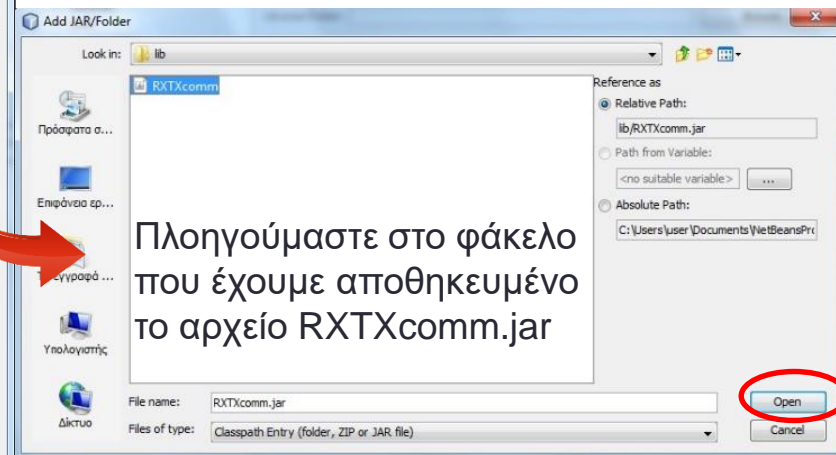 Add JAR/Folder
Look in:
lib
RXTXcomm
Reference as
Relative Path:
lib/RXTXcomm.jar
Path from Variable:
<no suitable variable>
...
Absolute Path:
C:\Users\user\Documents\NetBeansPr
Πρόσφατα σ...
Επιφάνεια ερ...
Υπολογιστής
Δίκτυο
Πλοηγούμαστε στο φάκελο
που έχουμε αποθηκευμένο
το αρχείο RXTXcomm.jar
File name:
RXTXcomm.jar
Open
Files of type:
Classpath Entry (folder, ZIP or JAR file)
Cancel